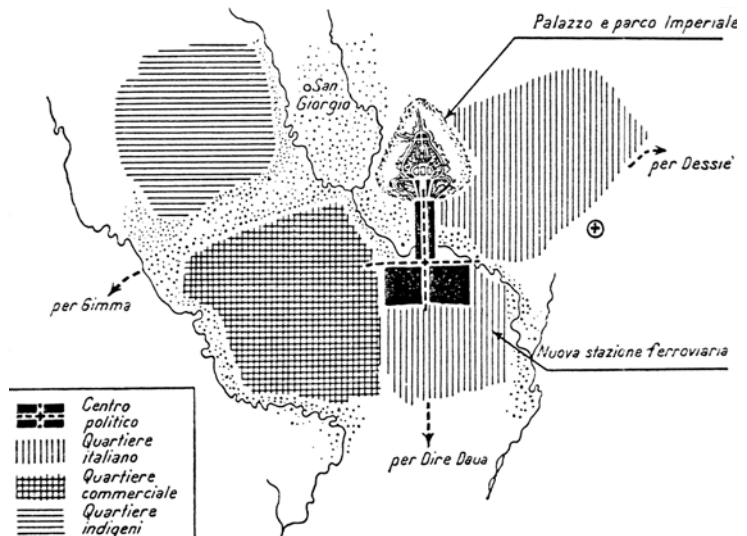 Palazzo e parco Imperiale
San
Giorgio
per Dessiè
per Gimma
Nuova stazione ferroviaria
per Dire Daua
Centro
politico
Quartiere
italiano
Quartiere
commerciale
Quartiere
indigeni